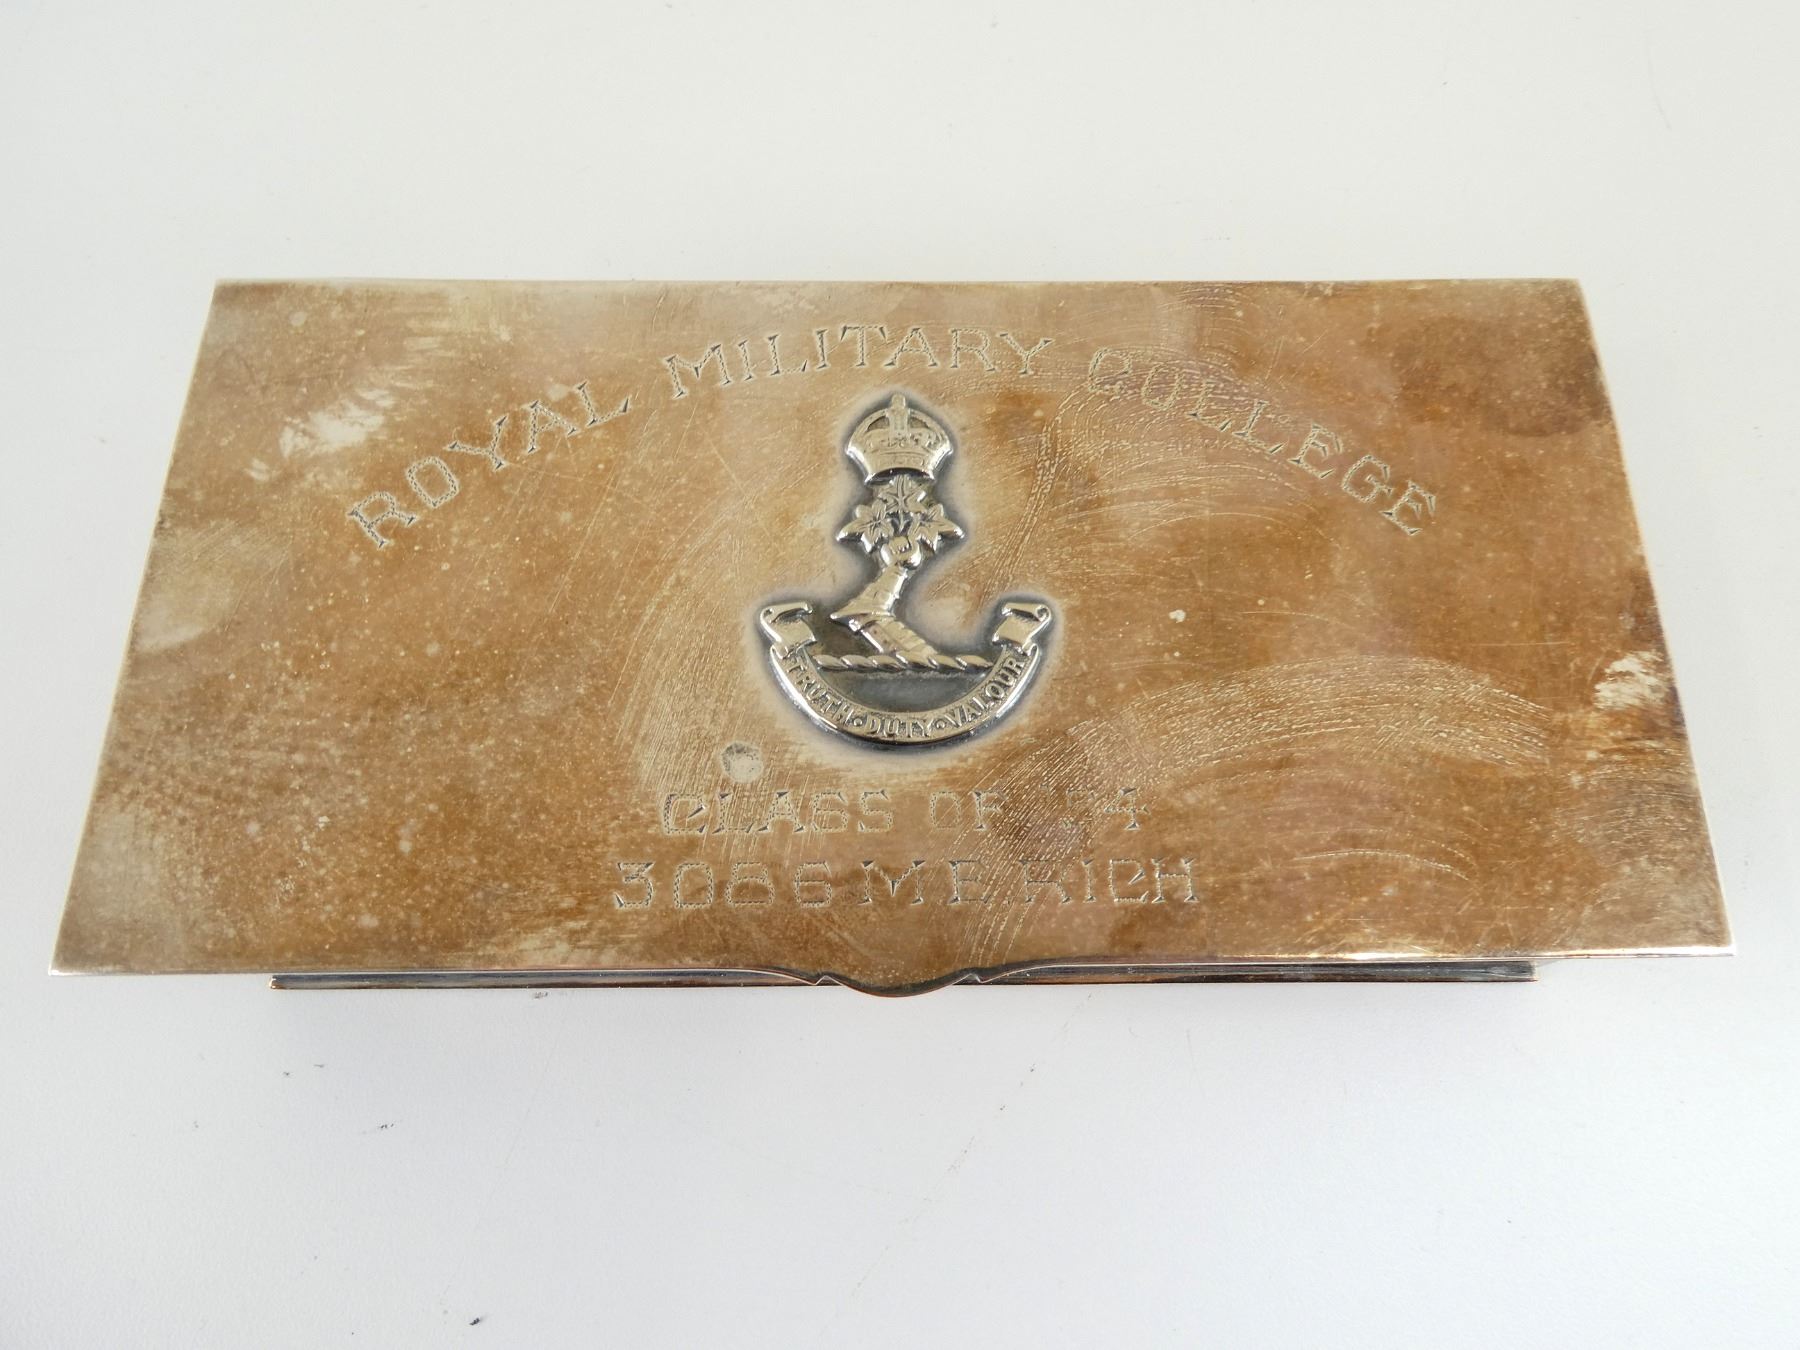 ROYAL MILITARY COLLEGE
TRUTH·DUTY·VALOUR
CLASS OF
3086 M E RICH